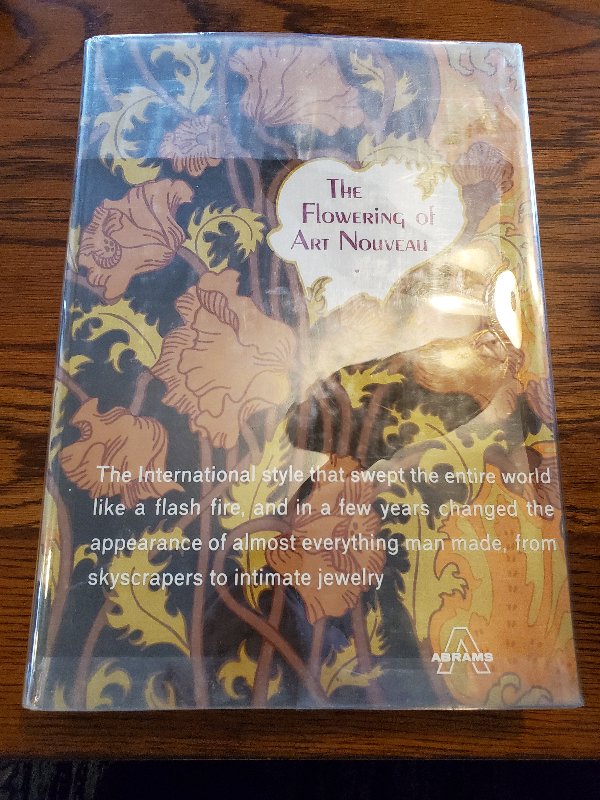 The
Flowering of
Art Nouveau
The International style that swept the entire world
like a flash fire, and in a few years changed the
appearance of almost everything man made, from
skyscrapers to intimate jewelry
ABRAMS